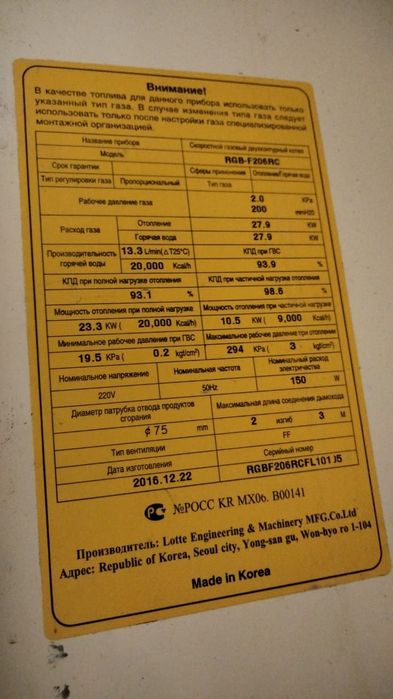 Внимание!
В качестве топлива для данного прибора использовать только
указанный тип газа. В случае изменения типа газа следует
использовать только после настройки газа специализированной
монтажной организацией.
Название прибора Скоростной газовый двухконтурный котел
Модель RGB-F206RC
Срок гарантии Сферы применения Отопление/Горячая вода
Тип регулировки газа Пропорциональный Тип газа
Рабочее давление газа 2.0 KPa
200 mmH20
Расход газа Отопление 27.9 KW
Горячая вода 27.9 KW
Производительность горячей воды 13.3 L/min(△T25°C) КПД при ГВС
20,000 Kcal/h 93.9 %
КПД при полной нагрузке отопления КПД при частичной нагрузке отопления
93.1 % 98.6 %
Мощность отопления при полной нагрузке Мощность отопления при частичной нагрузке
23.3 KW ( 20,000 Kcal/h) 10.5 KW ( 9,000 Kcal/h)
Минимальное рабочее давление при ГВС Максимальное рабочее давление при отоплении
19.5 KPa ( 0.2 kgf/cm²) 294 KPa ( 3 kgf/cm²)
Номинальное напряжение Номинальная частота Номинальный расход электричества
220V 50Hz 150 W
Диаметр патрубка отвода продуктов сгорания Максимальная длина соединения дымохода
¢75 mm 2 изгиб 3 M
Тип вентиляции FF
Дата изготовления Серийный номер
2016.12.22 RGBF206RCFL101 J5
№РОСС KR МХ06. В00141
Производитель: Lotte Engineering & Machinery MFG.Co.Ltd
Адрес: Republic of Korea, Seoul city, Yong-san gu, Won-hyo ro 1-104
Made in Korea